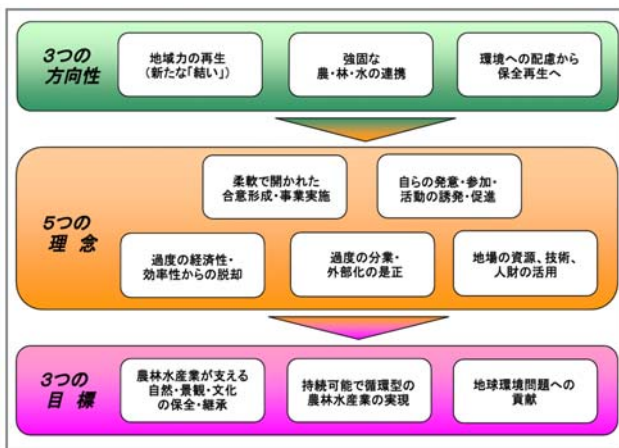 3つの
方向性
地域力の再生
(新たな「結い」)
強固な
農・林・水の連携
環境への配慮から
保全再生へ
5つの
理 念
柔軟で開かれた
合意形成・事業実施
自らの発意・参加・
活動の誘発・促進
過度の経済性・
効率性からの脱却
過度の分業・
外部化の是正
地場の資源、技術、
人財の活用
3つの
目 標
農林水産業が支える
自然・景観・文化
の保全・継承
持続可能で循環型の
農林水産業の実現
地球環境問題への
貢献